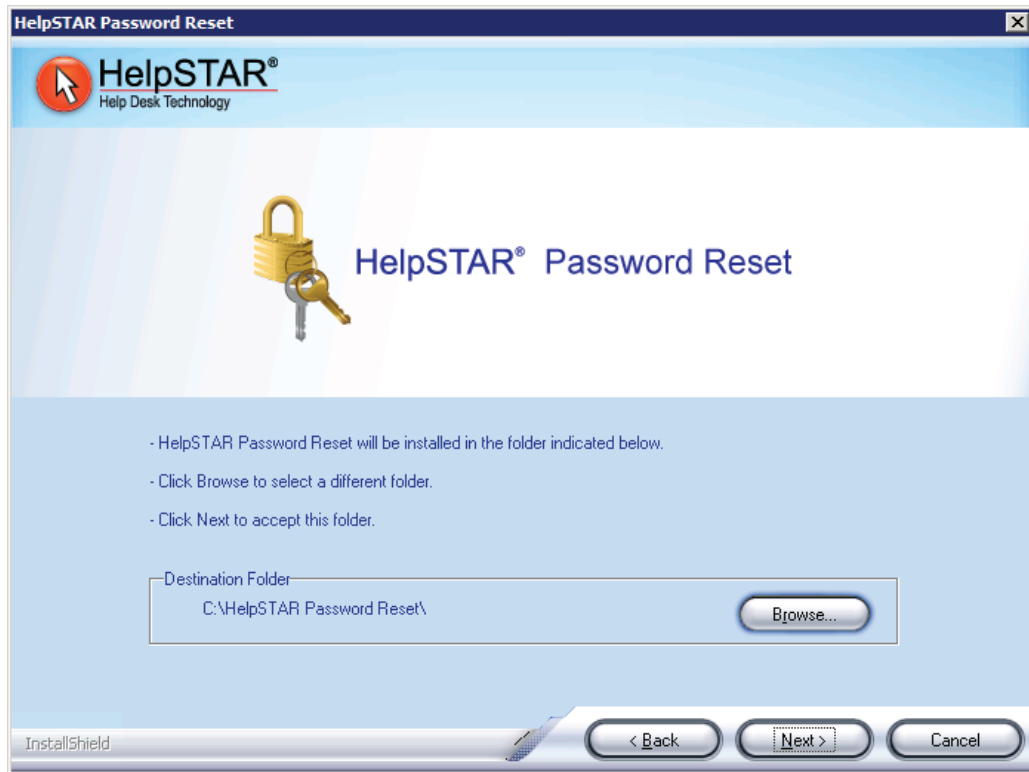 HelpSTAR Password Reset
HelpSTAR®
Help Desk Technology
HelpSTAR® Password Reset
- HelpSTAR Password Reset will be installed in the folder indicated below.
- Click Browse to select a different folder.
- Click Next to accept this folder.
Destination Folder
C:\HelpSTAR Password Reset\
Browse...
InstallShield
< Back
Next >
Cancel